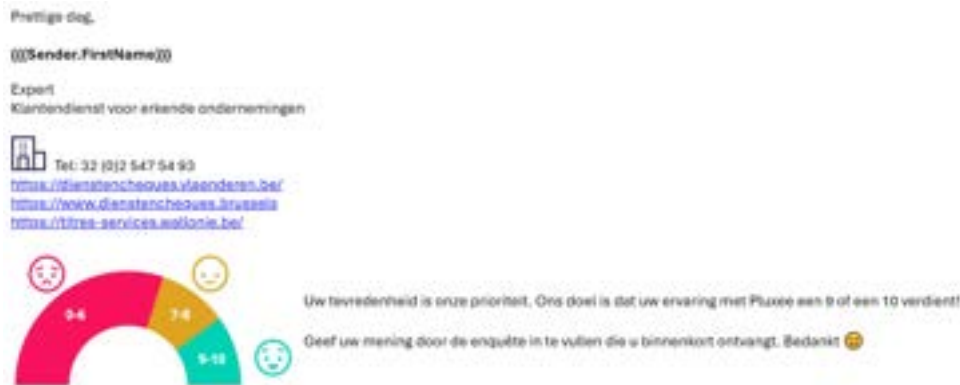 Prettige dag,
{{{Sender.FirstName}}}
Expert
Klantendienst voor erkende ondernemingen
Tel: 32 (0)2 547 54 93
https://dienstencheques.vlaanderen.be/
https://www.dienstencheques.brussels
https://titres-services.wallonie.be/
0-6
7-8
9-10
Uw tevredenheid is onze prioriteit. Ons doel is dat uw ervaring met Pluxee een 9 of een 10 verdient!
Geef uw mening door de enquête in te vullen die u binnenkort ontvangt. Bedankt